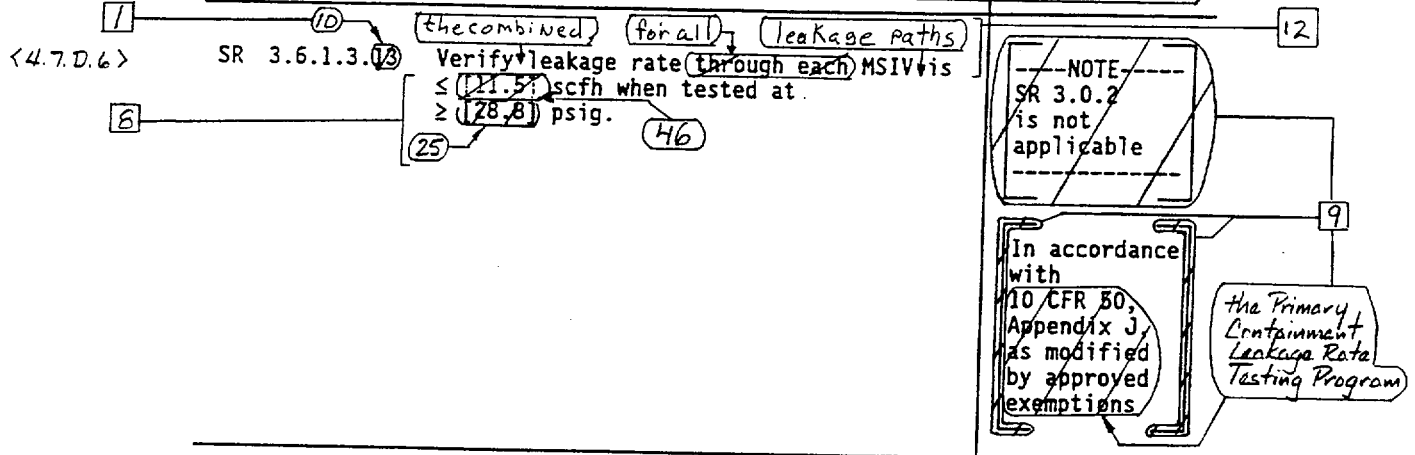 1
10
the combined
for all
leakage paths
12
<4.7.D.6> SR 3.6.1.3.13 Verify leakage rate through each MSIV is
≤ [11.5] scfh when tested at
≥ [28.8] psig.
8
25
46
-----NOTE-----
SR 3.0.2
is not
applicable
--------------
9
In accordance
with
10 CFR 50,
Appendix J,
as modified
by approved
exemptions
the Primary
Containment
Leakage Rate
Testing Program